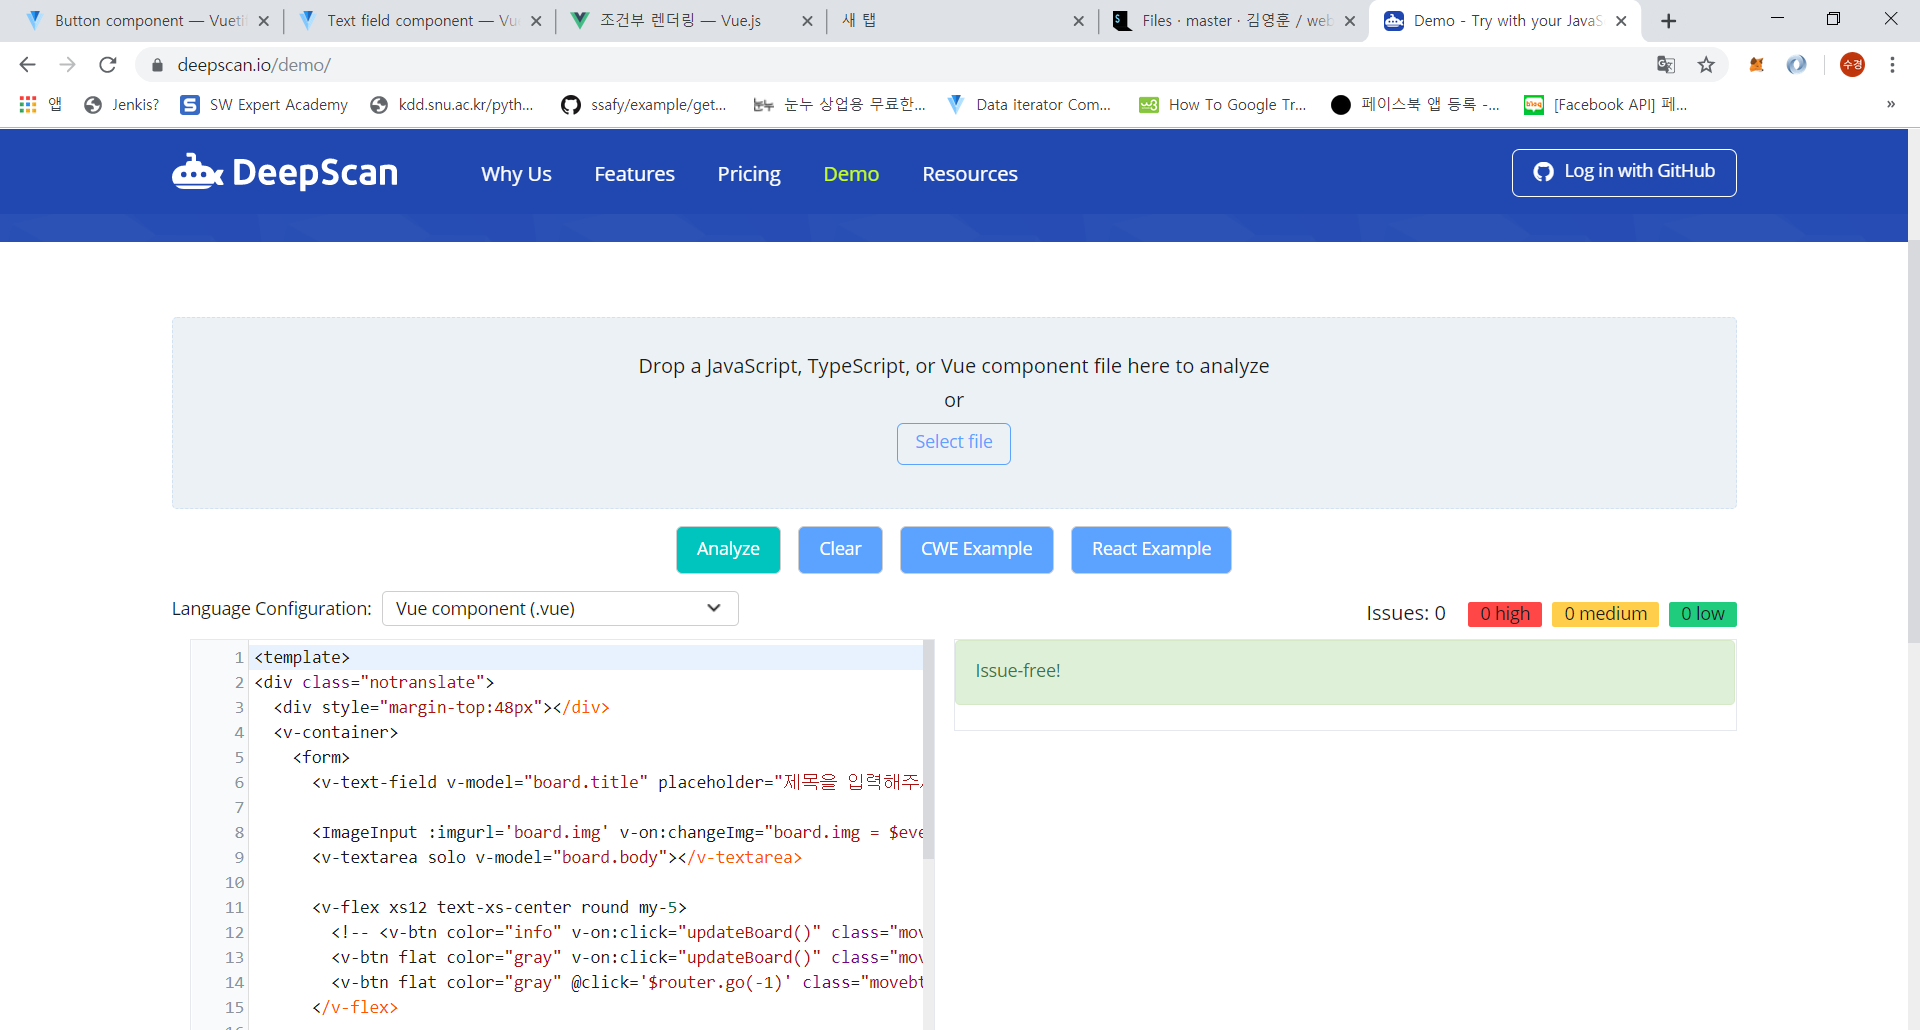 Button component — Vueti
Text field component — Vue
조건부 렌더링 — Vue.js
새 탭
Files · master · 김영훈 / web
Demo - Try with your JavaS
deepscan.io/demo/
수경
앱
Jenkis?
SW Expert Academy
kdd.snu.ac.kr/pyth...
ssafy/example/get...
눈누 상업용 무료한...
Data iterator Com...
How To Google Tr...
페이스북 앱 등록 -...
[Facebook API] 페...
»
DeepScan
Why Us
Features
Pricing
Demo
Resources
Log in with GitHub
Drop a JavaScript, TypeScript, or Vue component file here to analyze
or
Select file
Analyze
Clear
CWE Example
React Example
Language Configuration:
Vue component (.vue)
Issues: 0
0 high
0 medium
0 low
1 <template>
2 <div class="notranslate">
3 <div style="margin-top:48px"></div>
4 <v-container>
5 <form>
6 <v-text-field v-model="board.title" placeholder="제목을 입력해주
7
8 <ImageInput :imgurl='board.img' v-on:changeImg="board.img = $eve
9 <v-textarea solo v-model="board.body"></v-textarea>
10
11 <v-flex xs12 text-xs-center round my-5>
12 <!-- <v-btn color="info" v-on:click="updateBoard()" class="mov
13 <v-btn flat color="gray" v-on:click="updateBoard()" class="mov
14 <v-btn flat color="gray" @click='$router.go(-1)' class="movebt
15 </v-flex>
Issue-free!